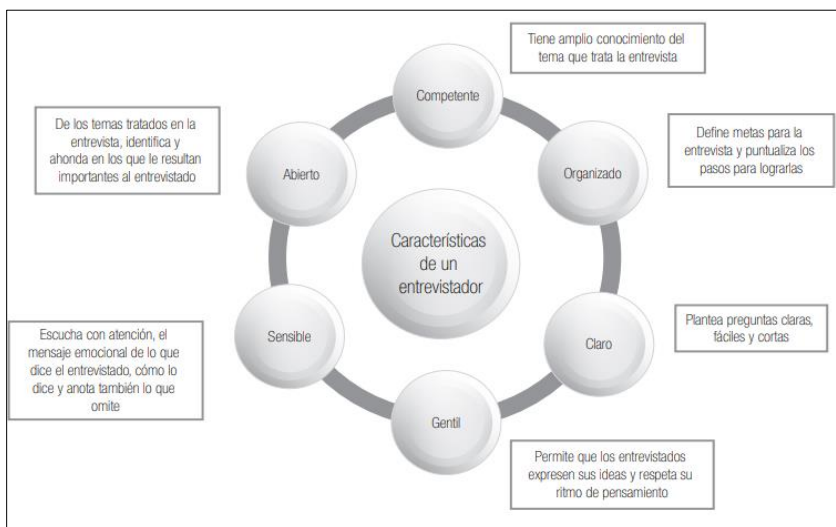 Tiene amplio conocimiento del
tema que trata la entrevista
Competente
De los temas tratados en la
entrevista, identifica y
ahonda en los que le resultan
importantes al entrevistado
Abierto
Define metas para la
entrevista y puntualiza los
pasos para lograrlas
Organizado
Características
de un
entrevistador
Escucha con atención, el
mensaje emocional de lo que
dice el entrevistado, cómo lo
dice y anota también lo que
omite
Sensible
Plantea preguntas claras,
fáciles y cortas
Claro
Gentil
Permite que los entrevistados
expresen sus ideas y respeta su
ritmo de pensamiento